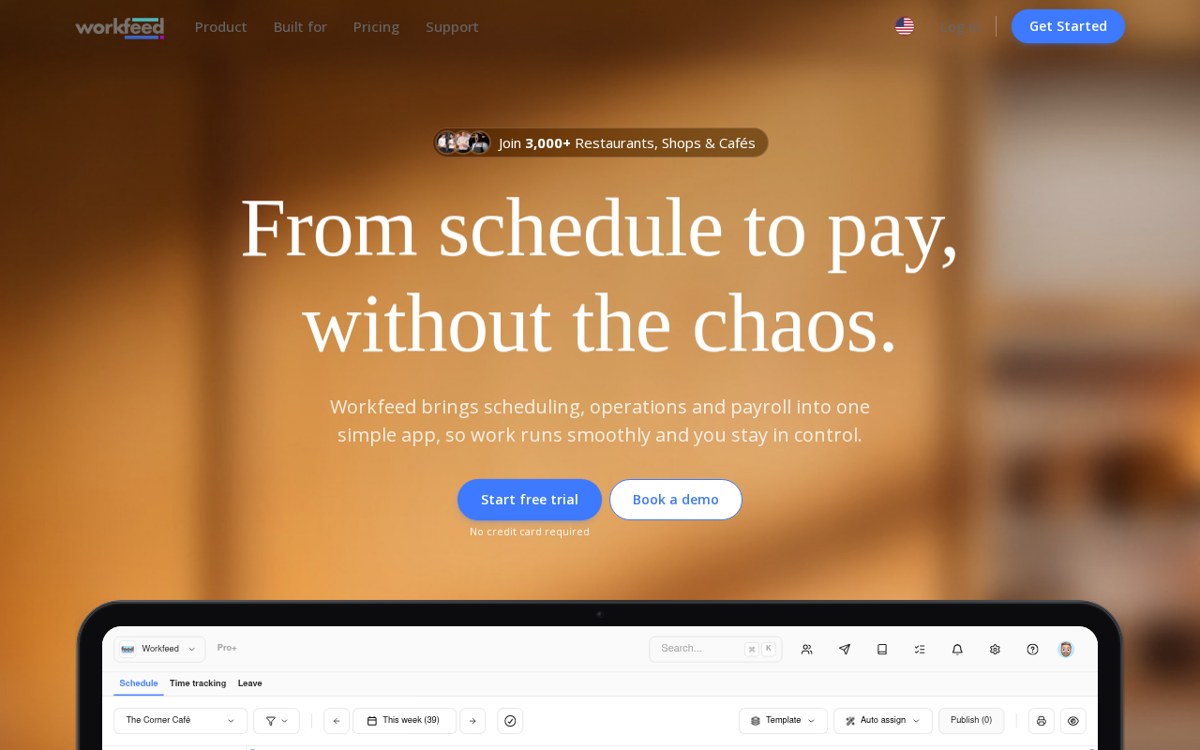 workfeed
Product
Built for
Pricing
Support
Log in
Get Started
Join 3,000+ Restaurants, Shops & Cafés
From schedule to pay,
without the chaos.
Workfeed brings scheduling, operations and payroll into one
simple app, so work runs smoothly and you stay in control.
Start free trial
Book a demo
No credit card required
Workfeed
Pro+
Search...
⌘ K
Schedule
Time tracking
Leave
The Corner Café
This week (39)
Template
Auto assign
Publish (0)